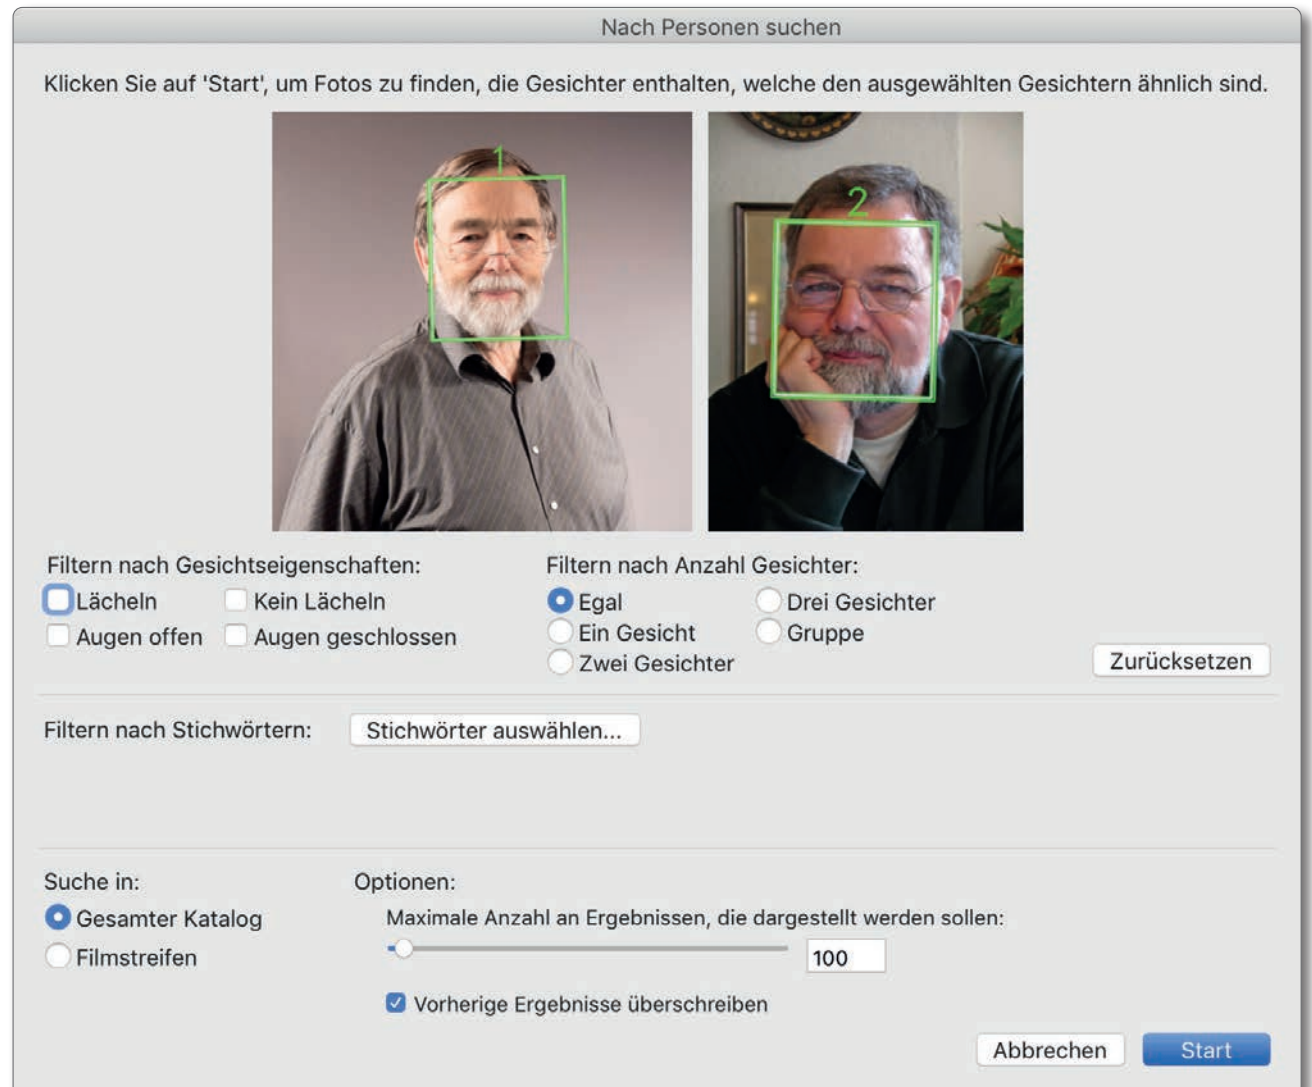 Nach Personen suchen
Klicken Sie auf 'Start', um Fotos zu finden, die Gesichter enthalten, welche den ausgewählten Gesichtern ähnlich sind.
1
2
Filtern nach Gesichtseigenschaften:
Lächeln
Kein Lächeln
Augen offen
Augen geschlossen
Filtern nach Anzahl Gesichter:
Egal
Drei Gesichter
Ein Gesicht
Gruppe
Zwei Gesichter
Zurücksetzen
Filtern nach Stichwörtern:
Stichwörter auswählen...
Suche in:
Gesamter Katalog
Filmstreifen
Optionen:
Maximale Anzahl an Ergebnissen, die dargestellt werden sollen:
100
Vorherige Ergebnisse überschreiben
Abbrechen
Start